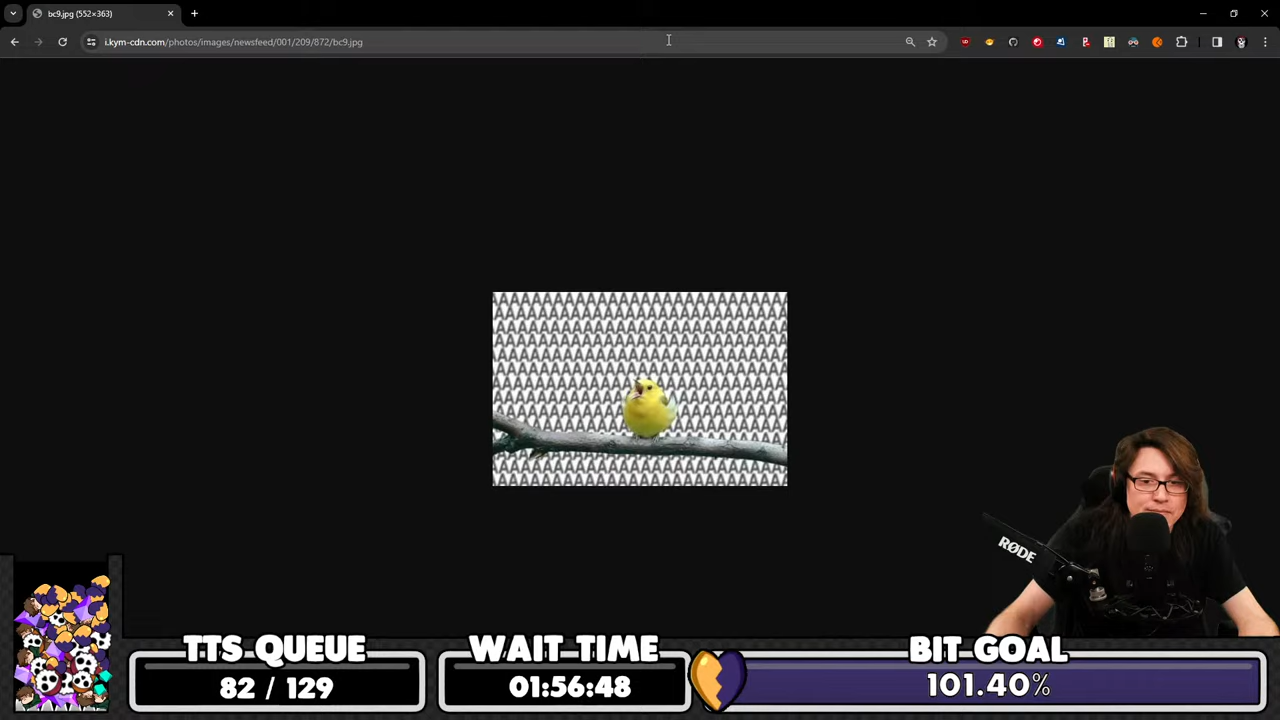 bc9.jpg (552×363)
i.kym-cdn.com/photos/images/newsfeed/001/209/872/bc9.jpg
RØDE
TTS QUEUE
WAIT TIME
BIT GOAL
82 / 129
01:56:48
101.40%